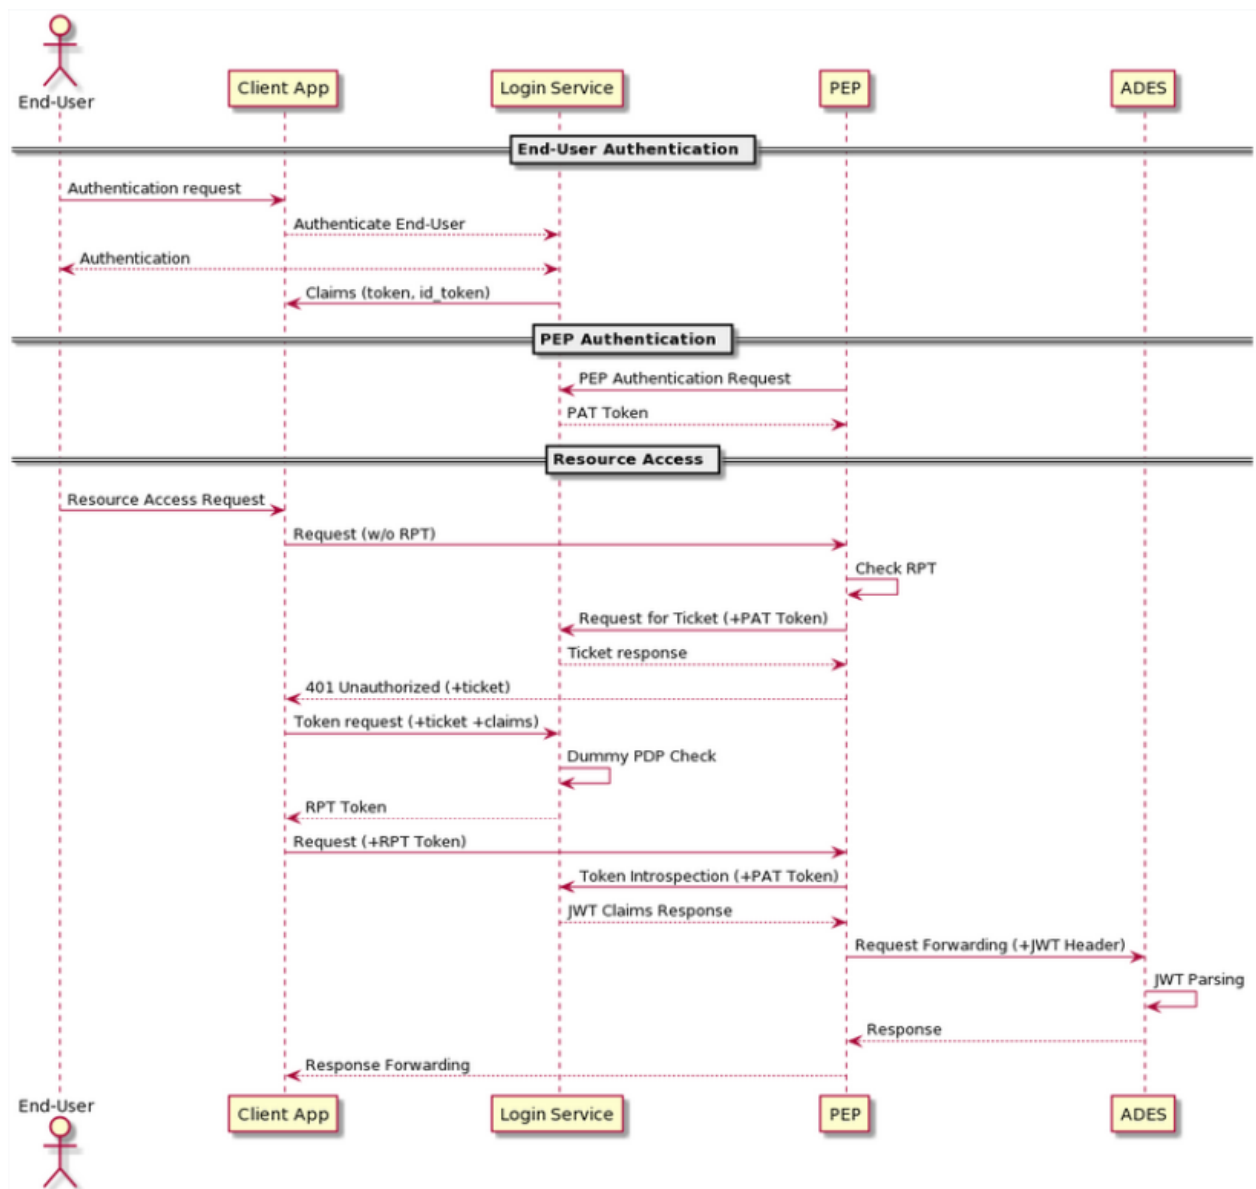 End-User
Client App
Login Service
PEP
ADES
End-User Authentication
Authentication request
Authenticate End-User
Authentication
Claims (token, id_token)
PEP Authentication
PEP Authentication Request
PAT Token
Resource Access
Resource Access Request
Request (w/o RPT)
Check RPT
Request for Ticket (+PAT Token)
Ticket response
401 Unauthorized (+ticket)
Token request (+ticket +claims)
Dummy PDP Check
RPT Token
Request (+RPT Token)
Token Introspection (+PAT Token)
JWT Claims Response
Request Forwarding (+JWT Header)
JWT Parsing
Response
Response Forwarding
End-User
Client App
Login Service
PEP
ADES